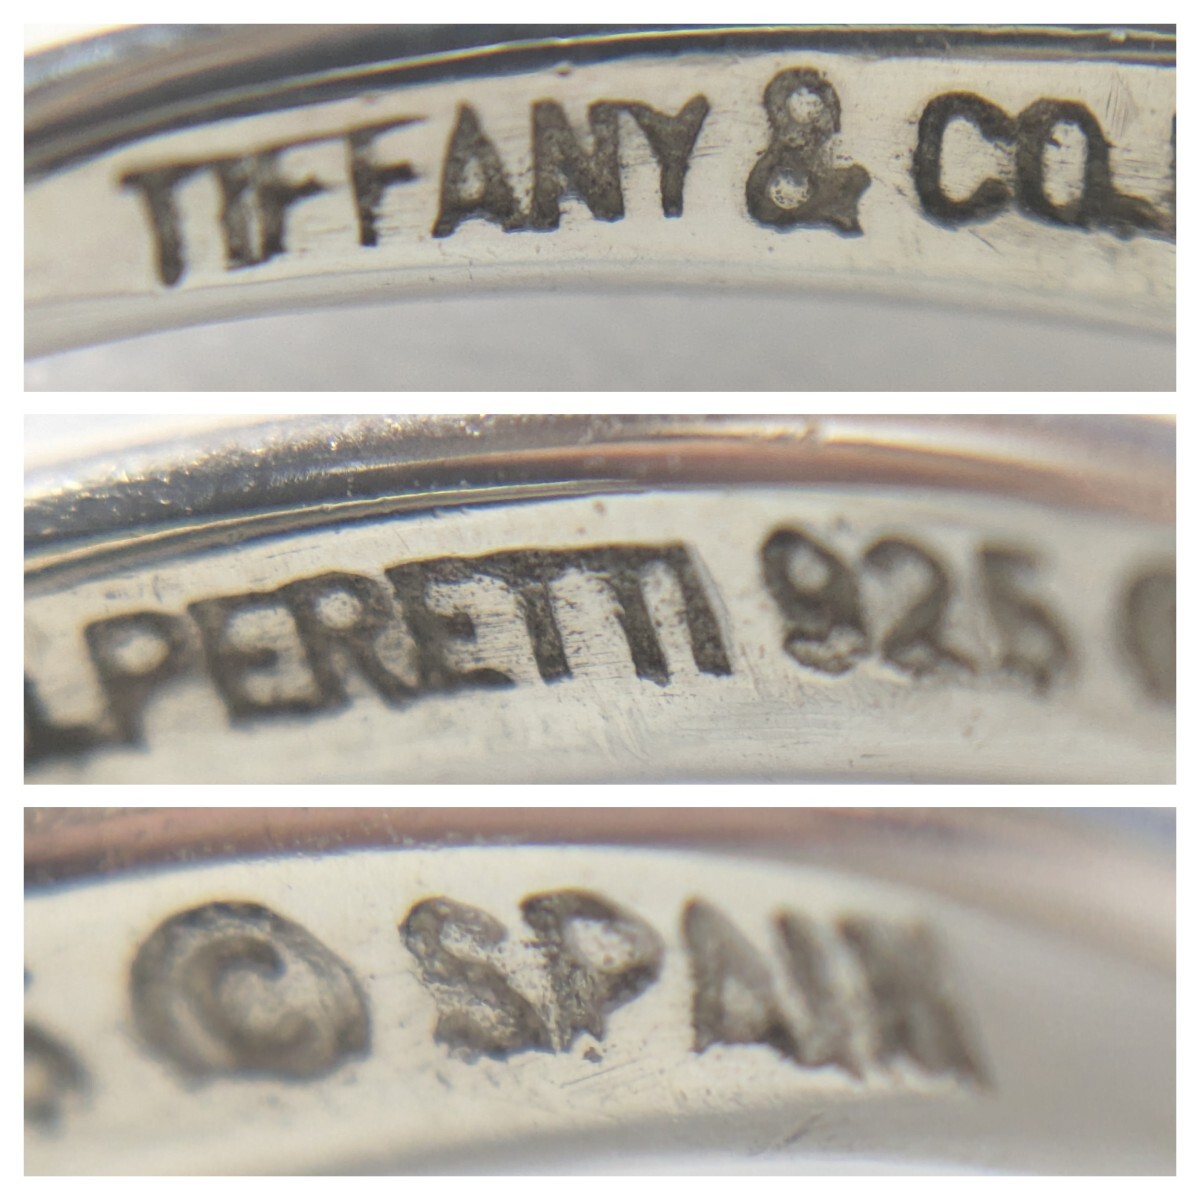 TIFFANY & CO.
PERETTI 925
© SPAIN